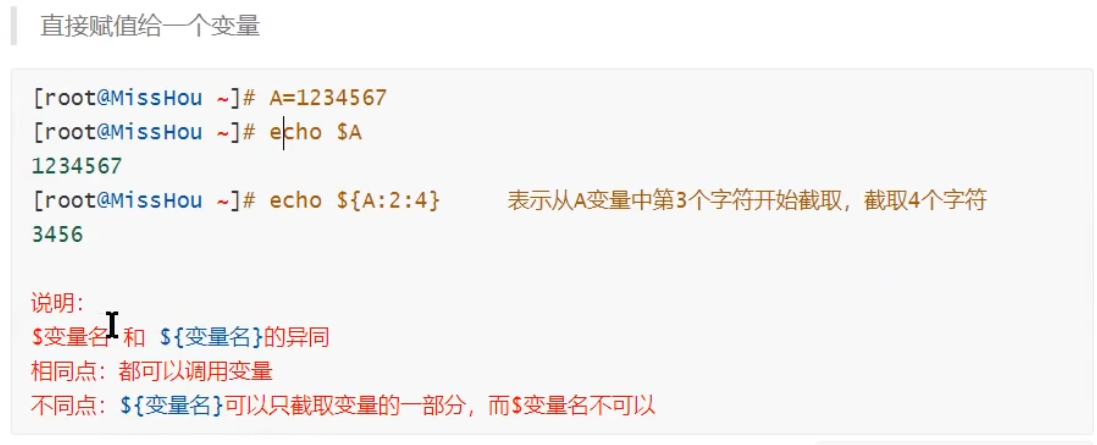 直接赋值给一个变量
[root@MissHou ~]# A=1234567
[root@MissHou ~]# echo $A
1234567
[root@MissHou ~]# echo ${A:2:4} 表示从A变量中第3个字符开始截取，截取4个字符
3456
说明：
$变量名 和 ${变量名}的异同
相同点：都可以调用变量
不同点：${变量名}可以只截取变量的一部分，而$变量名不可以